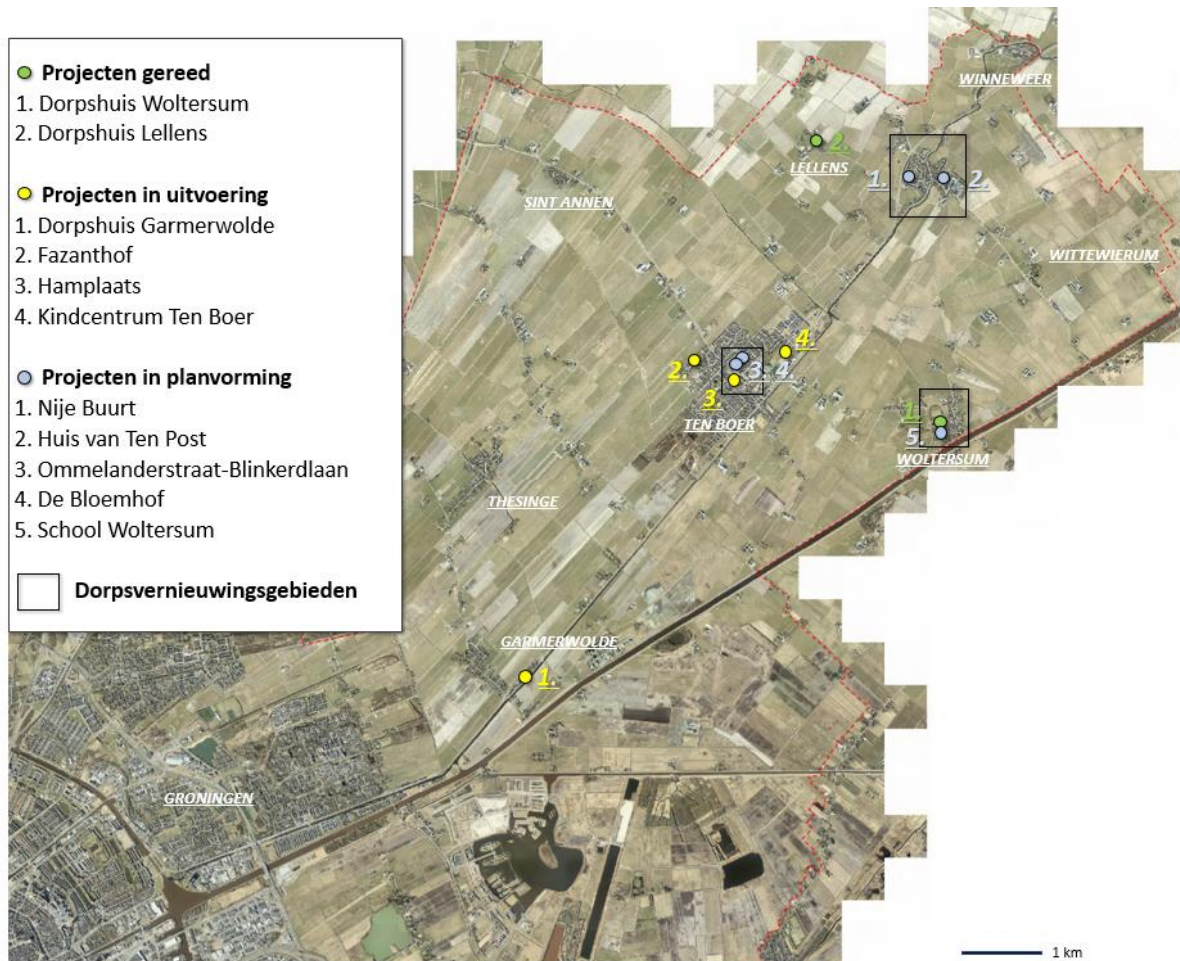 Projecten gereed
1. Dorpshuis Woltersum
2. Dorpshuis Lellens
Projecten in uitvoering
1. Dorpshuis Garmerwolde
2. Fazanthof
3. Hamplaats
4. Kindcentrum Ten Boer
Projecten in planvorming
1. Nije Buurt
2. Huis van Ten Post
3. Ommelanderstraat-Blinkerdlaan
4. De Bloemhof
5. School Woltersum
Dorpsvernieuwingsgebieden
WINNEWEER
2.
LELLENS
1.
2.
SINT ANNEN
WITTEWIERUM
4.
2.
3.
4.
3.
TEN BOER
1.
5.
WOLTERSUM
THESINGE
GARMERWOLDE
1.
GRONINGEN
1 km